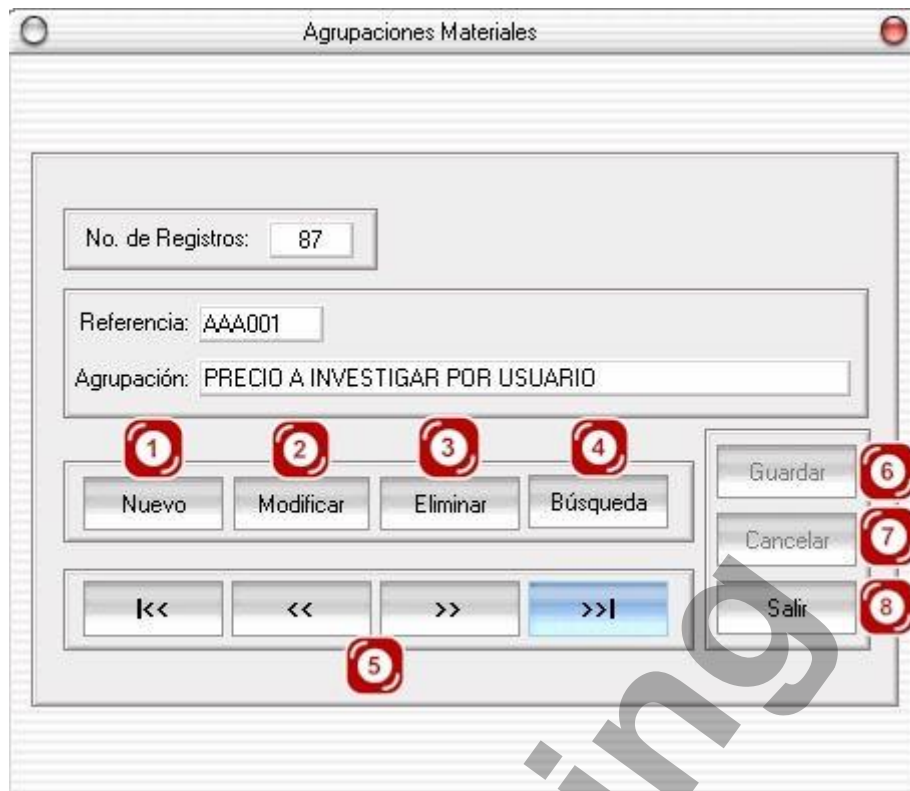 Agrupaciones Materiales
No. de Registros: 87
Referencia: AAA001
Agrupación: PRECIO A INVESTIGAR POR USUARIO
1 2 3 4
Nuevo Modificar Eliminar Búsqueda
Guardar 6
Cancelar 7
Salir 8
|<< << >> >>|
5
ing